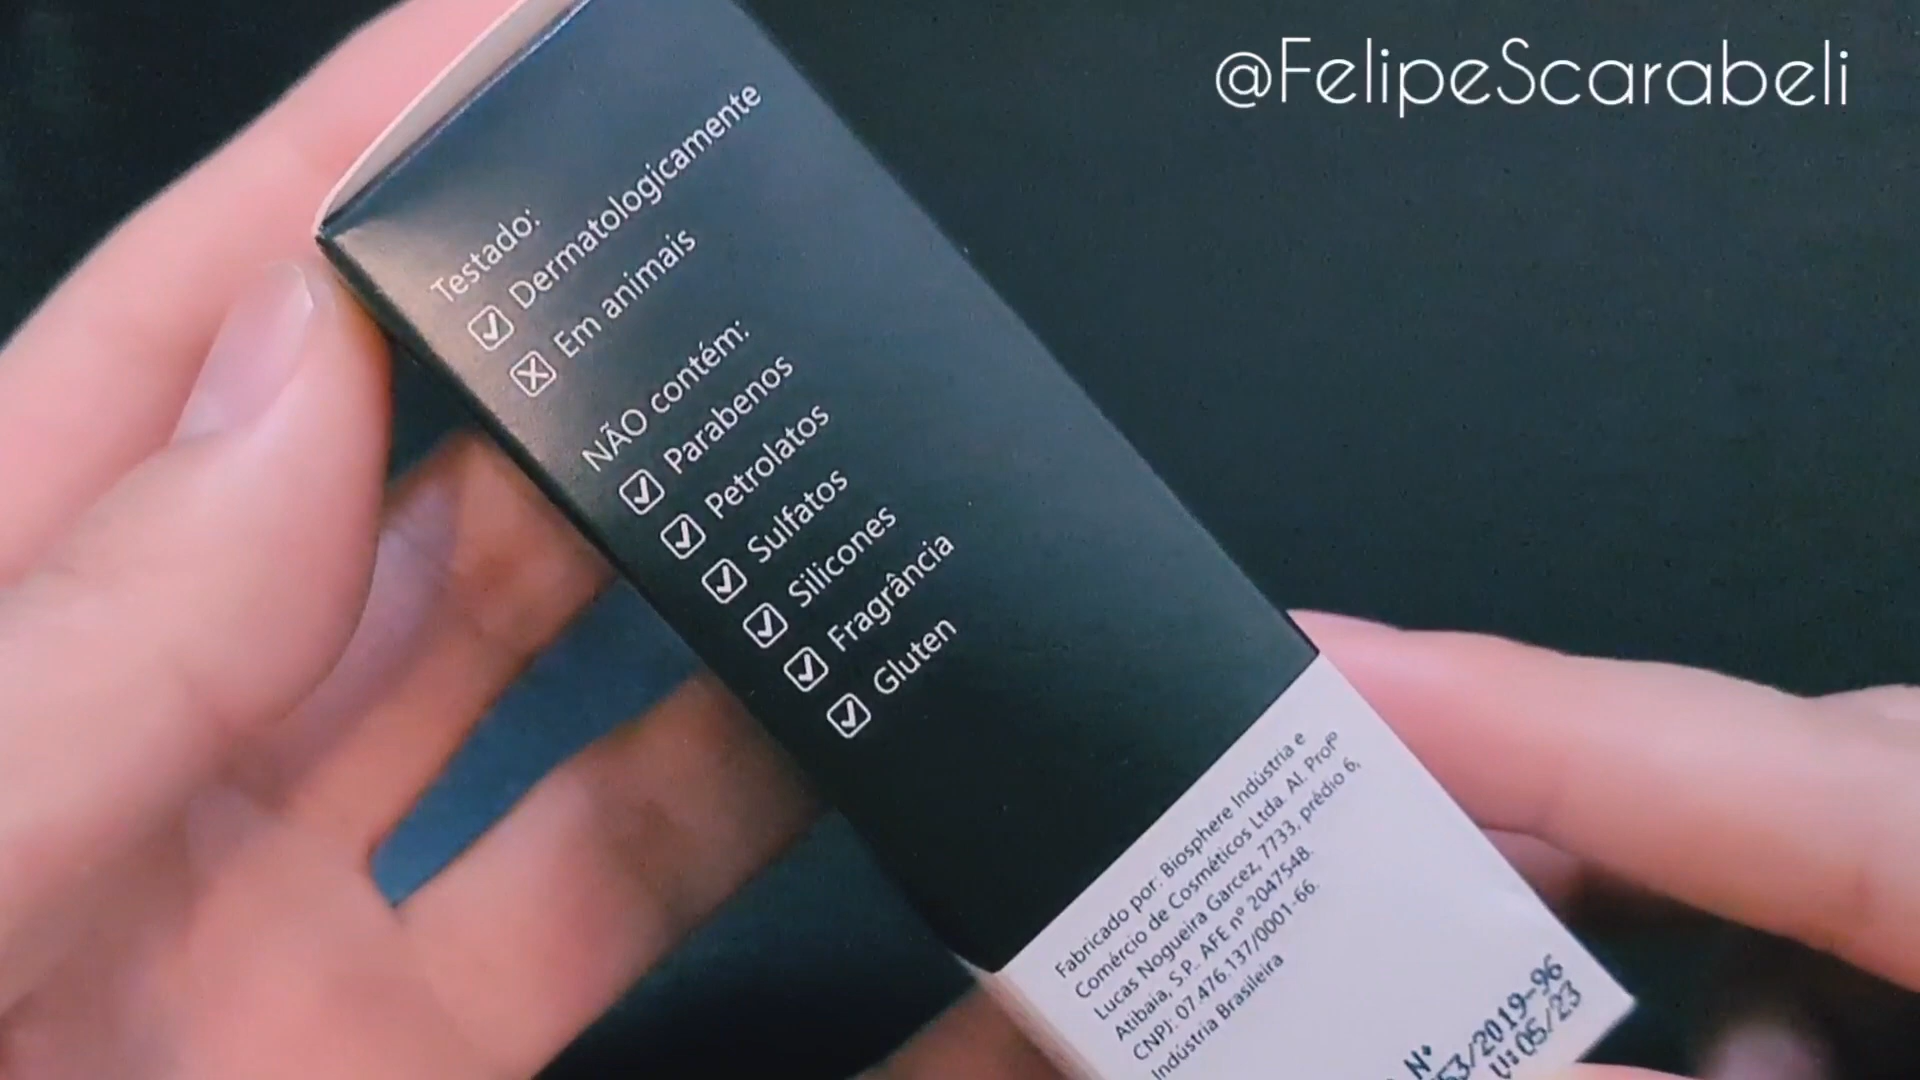 @FelipeScarabeli
Testado:
Dermatologicamente
Em animais
NÃO contém:
Parabenos
Petrolatos
Sulfatos
Silicones
Fragrância
Gluten
Fabricado por: Biosphere Indústria e
Comércio de Cosméticos Ltda. Al. Profº
Lucas Nogueira Garcez, 7733, prédio 6,
Atibaia, S.P.. AFE nº 2047548.
CNPJ: 07.476.137/0001-66.
Indústria Brasileira
Nº
53/2019-96
V:05/23